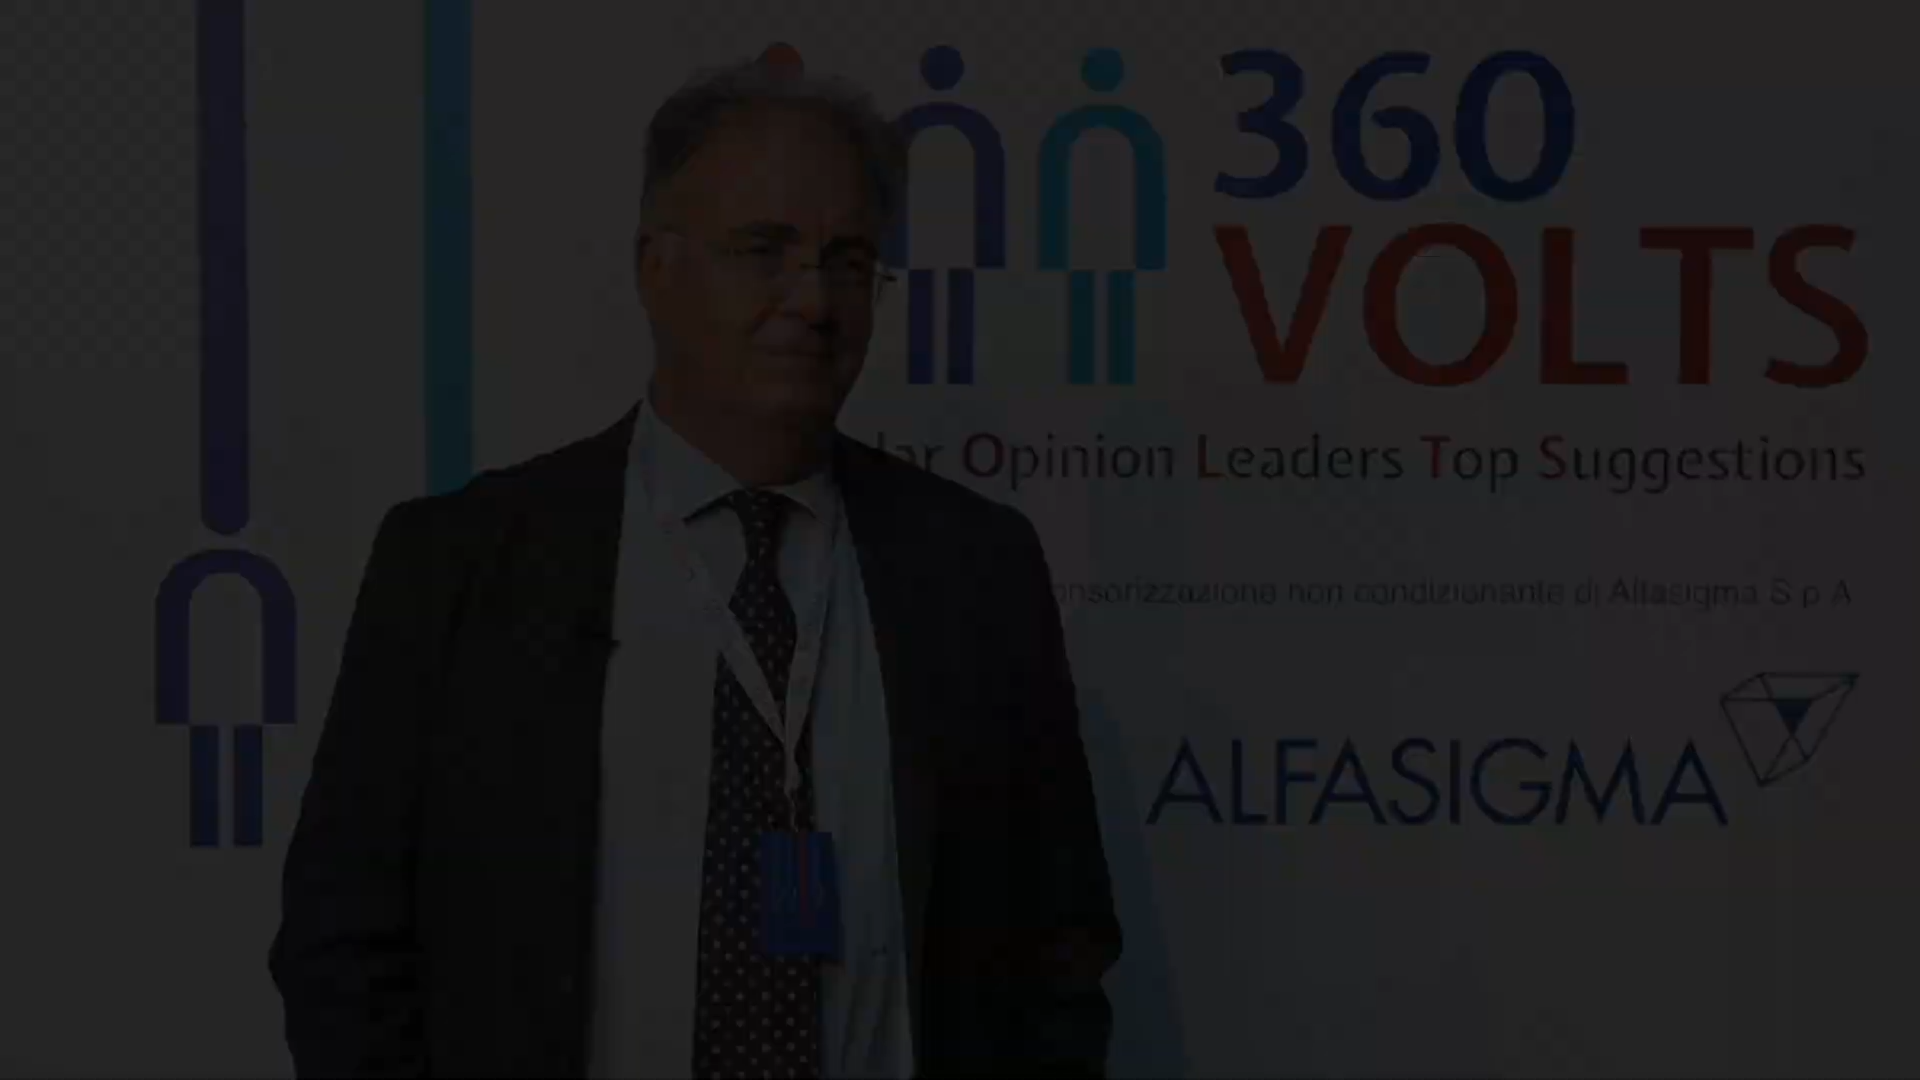 360
VOLTS
Opinion Leaders Top Suggestions
non condizionante di Alfasigma S.p.A.
ALFASIGMA